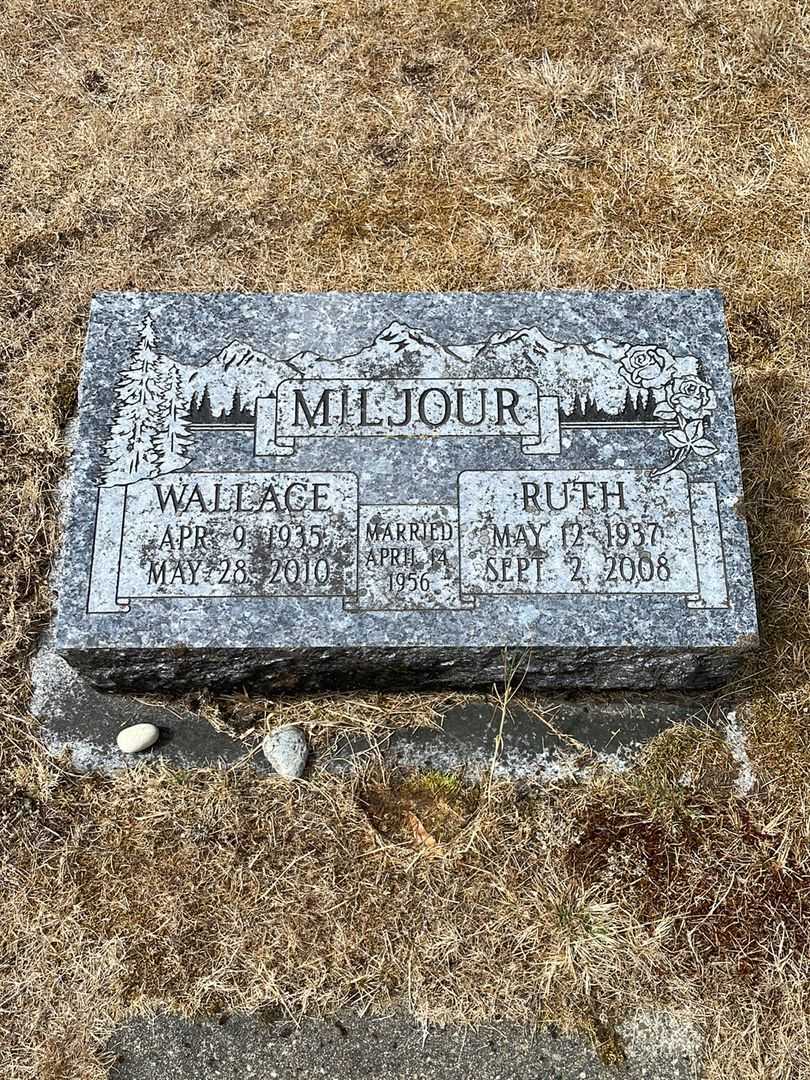 MILJOUR
WALLACE
APR 9 1935
MAY 28 2010
MARRIED
APRIL 14
1956
RUTH
MAY 12 1937
SEPT 2 2008